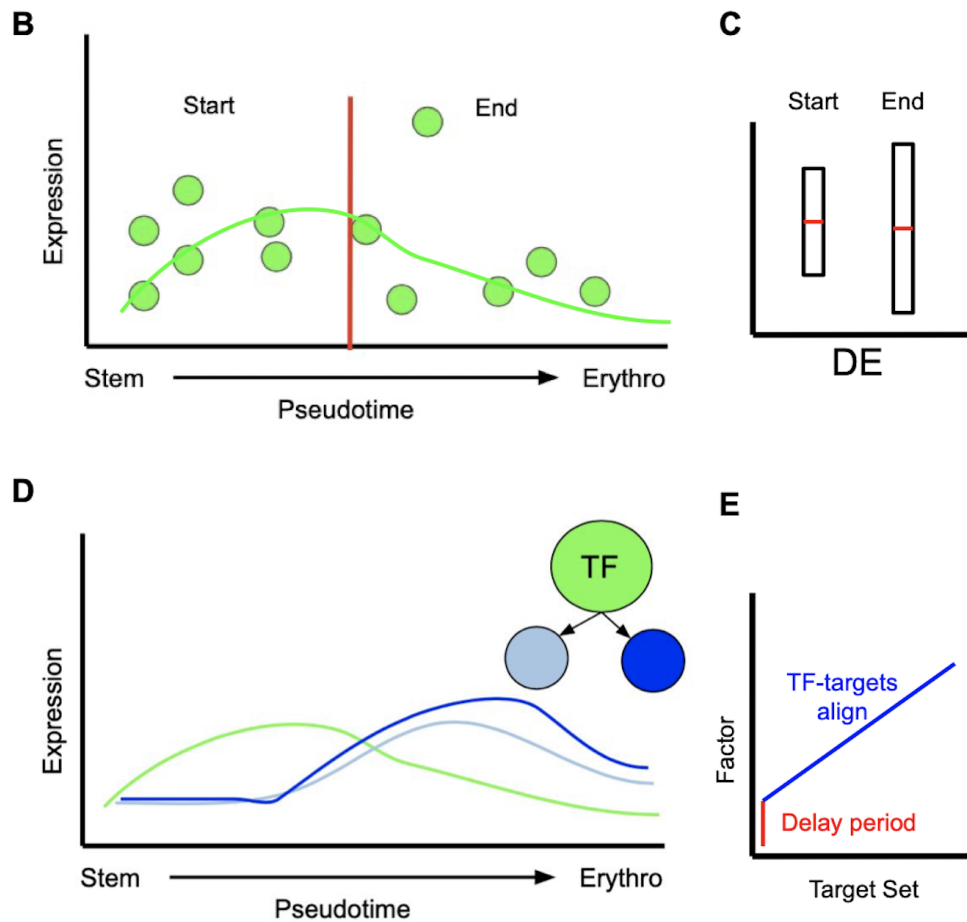 B
Start
End
Expression
Stem
Erythro
Pseudotime
C
Start
End
DE
D
TF
Expression
Stem
Erythro
Pseudotime
E
TF-targets
align
Factor
Delay period
Target Set